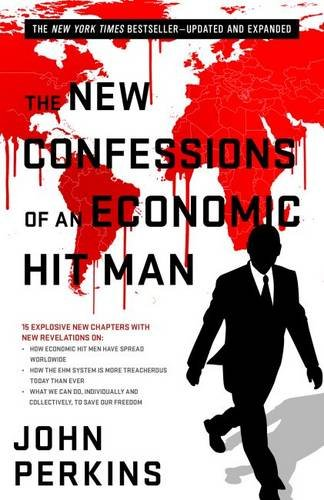 THE NEW YORK TIMES BESTSELLER—UPDATED AND EXPANDED
THE NEW
CONFESSIONS
OF AN ECONOMIC
HIT MAN
15 EXPLOSIVE NEW CHAPTERS WITH
NEW REVELATIONS ON:
• HOW ECONOMIC HIT MEN HAVE SPREAD
WORLDWIDE
• HOW THE EHM SYSTEM IS MORE TREACHEROUS
TODAY THAN EVER
• WHAT WE CAN DO, INDIVIDUALLY AND
COLLECTIVELY, TO SAVE OUR FREEDOM
JOHN
PERKINS